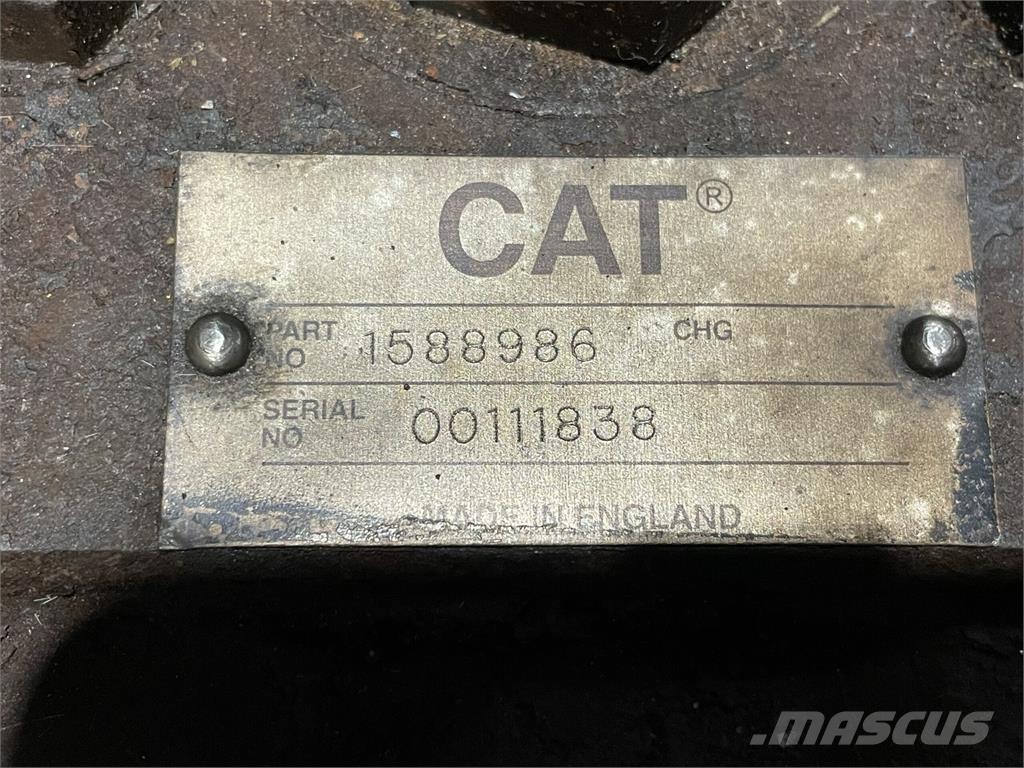 CAT®
PART NO 1588986 CHG
SERIAL NO 00111838
MADE IN ENGLAND
MASCUS